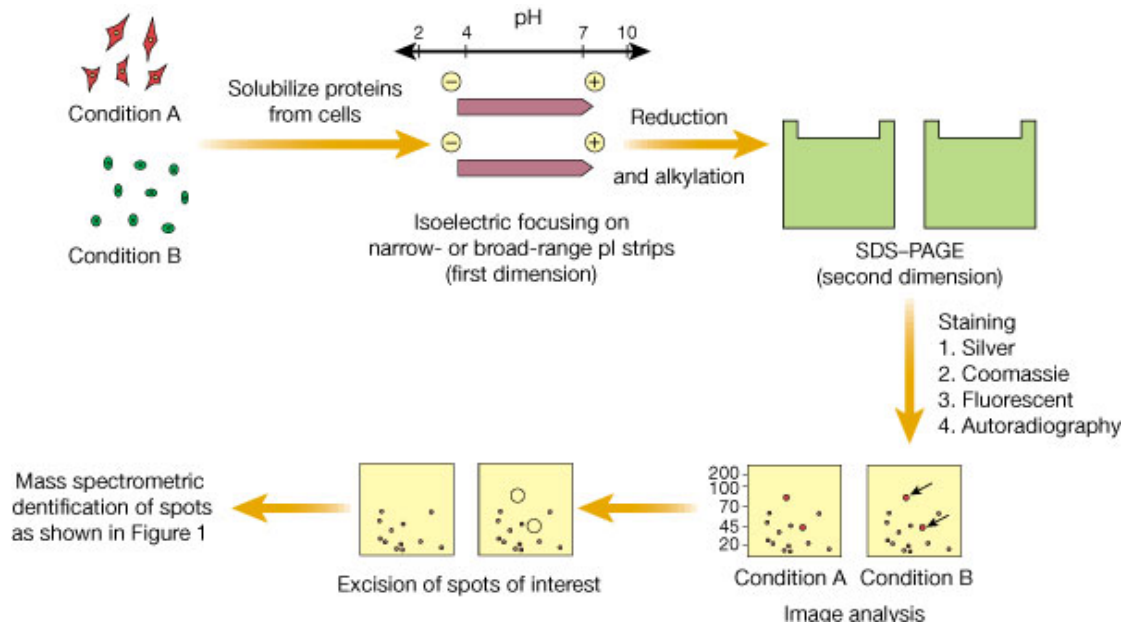 pH
2 4 7 10
− +
− +
Condition A
Condition B
Solubilize proteins
from cells
Isoelectric focusing on
narrow- or broad-range pI strips
(first dimension)
Reduction
and alkylation
SDS–PAGE
(second dimension)
Staining
1. Silver
2. Coomassie
3. Fluorescent
4. Autoradiography
200
100
70
45
20
Condition A Condition B
Image analysis
Excision of spots of interest
Mass spectrometric
dentification of spots
as shown in Figure 1